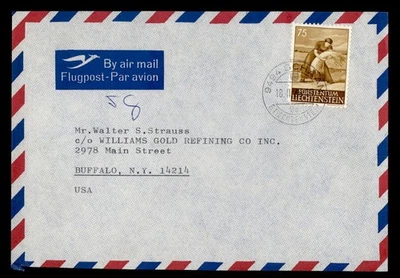 By air mail
Flugpost-Par avion
75
FÜRSTENTUM
LIECHTENSTEIN
9494
58
Mr.Walter S.Strauss
c/o WILLIAMS GOLD REFINING CO INC.
2978 Main Street
BUFFALO, N.Y. 14214
USA